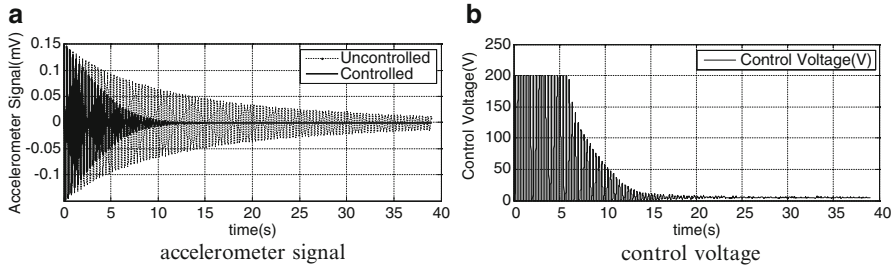 a
Accelerometer Signal(mV)
0.15
0.1
0.05
0
-0.05
-0.1
0 5 10 15 20 25 30 35 40
time(s)
Uncontrolled
Controlled
accelerometer signal
b
Control Voltage(V)
250
200
150
100
50
0
0 5 10 15 20 25 30 35 40
time(s)
Control Voltage(V)
control voltage